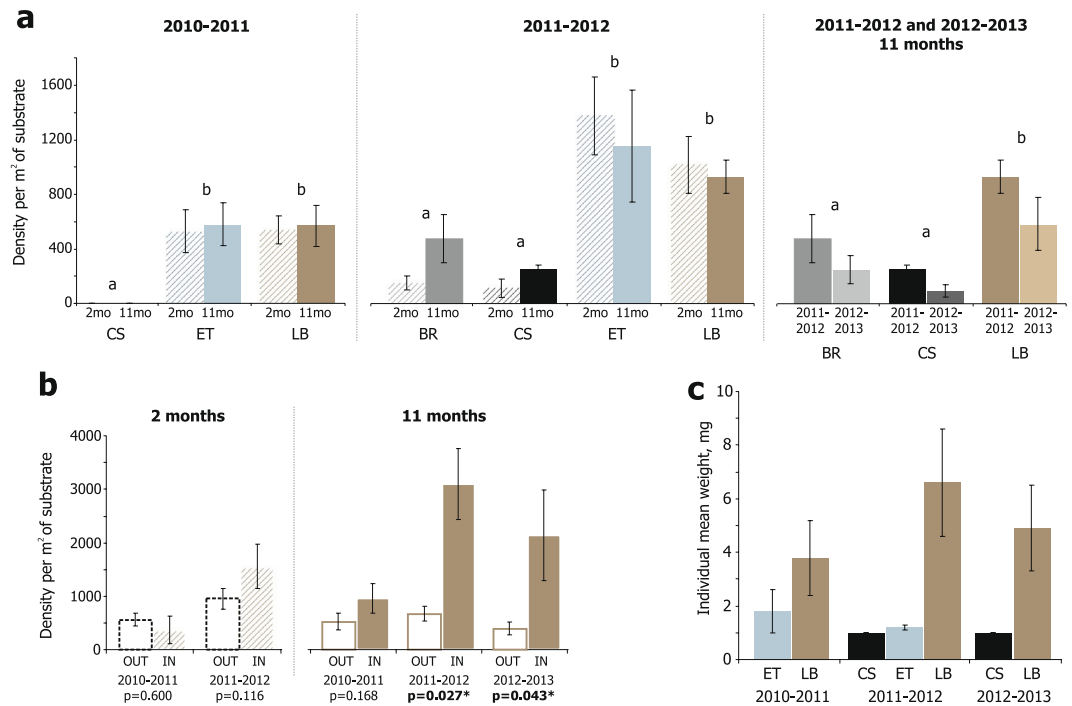 a
2010-2011
2011-2012
2011-2012 and 2012-2013
11 months
Density per m² of substrate
1600
1200
800
400
0
a
b
b
2mo 11mo 2mo 11mo 2mo 11mo
CS ET LB
a
a
b
b
2mo 11mo 2mo 11mo 2mo 11mo 2mo 11mo
BR CS ET LB
a
a
b
2011- 2012- 2011- 2012- 2011- 2012-
2012 2013 2012 2013 2012 2013
BR CS LB
b
2 months
11 months
Density per m² of substrate
4000
3000
2000
1000
0
OUT IN OUT IN OUT IN OUT IN OUT IN
2010-2011 2011-2012 2010-2011 2011-2012 2012-2013
p=0.600 p=0.116 p=0.168 p=0.027* p=0.043*
c
Individual mean weight, mg
10
8
6
4
2
0
ET LB CS ET LB CS LB
2010-2011 2011-2012 2012-2013